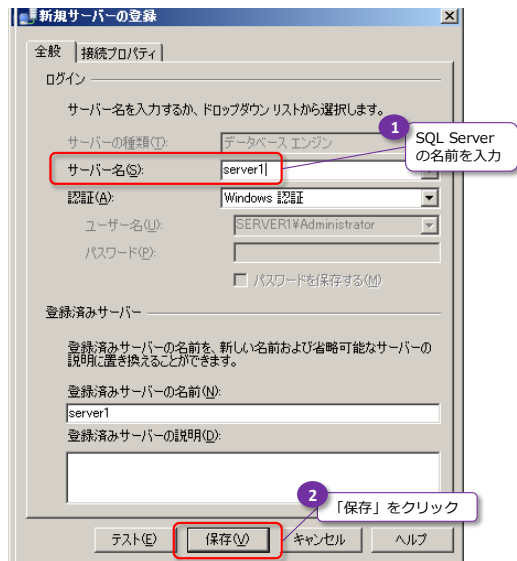 新規サーバーの登録
全般 接続プロパティ
ログイン
サーバー名を入力するか、ドロップダウン リストから選択します。
1
サーバーの種類(T): データベース エンジン
SQL Server
の名前を入力
サーバー名(S): server1
認証(A): Windows 認証
ユーザー名(U): SERVER1¥Administrator
パスワード(P):
パスワードを保存する(M)
登録済みサーバー
登録済みサーバーの名前を、新しい名前および省略可能なサーバーの
説明に置き換えることができます。
登録済みサーバーの名前(N):
server1
登録済みサーバーの説明(D):
2
「保存」をクリック
テスト(E) 保存(V) キャンセル ヘルプ